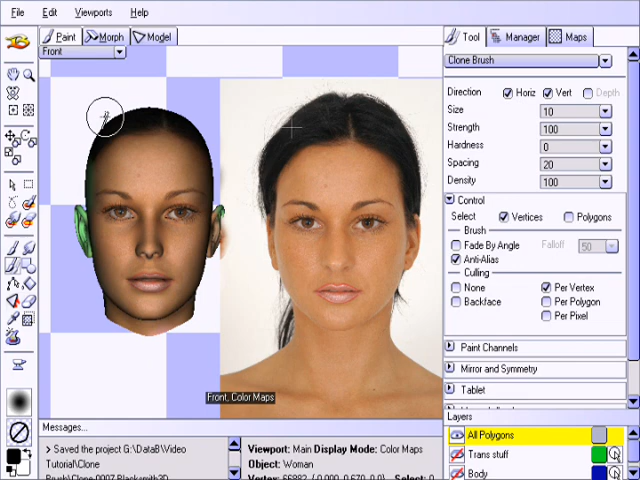 File Edit Viewports Help
Paint Morph Model
Front
Tool Manager Maps
Clone Brush
Direction Horiz Vert Depth
Size 10
Strength 100
Hardness 0
Spacing 20
Density 100
Control
Select Vertices Polygons
Brush
Fade By Angle Falloff 50
Anti-Alias
Culling
None Per Vertex
Backface Per Polygon
Per Pixel
Paint Channels
Mirror and Symmetry
Tablet
Front, Color Maps
Layers
All Polygons
Trans stuff
Body
Messages...
> Saved the project G:\DataB\Video
Tutorial\Clone
Viewport: Main Display Mode: Color
Maps
Object: Woman